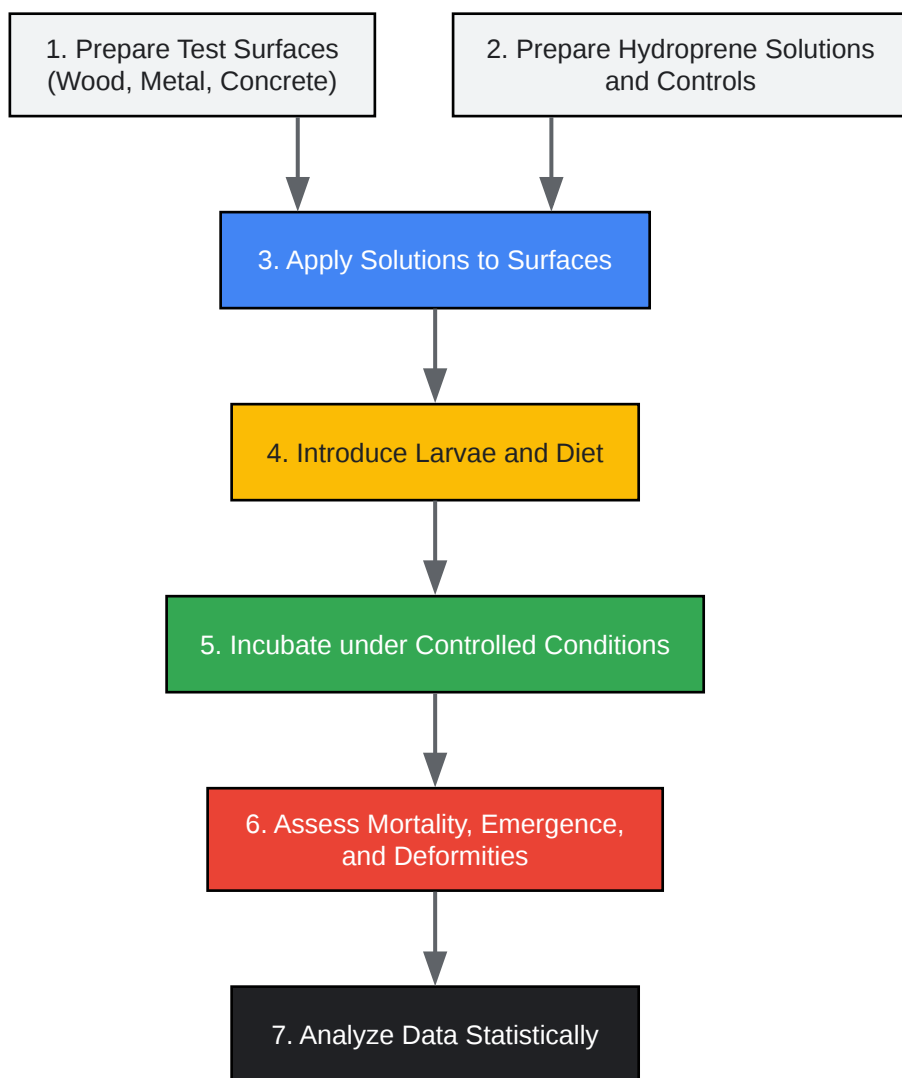 1. Prepare Test Surfaces
(Wood, Metal, Concrete)
2. Prepare Hydroprene Solutions
and Controls
3. Apply Solutions to Surfaces
4. Introduce Larvae and Diet
5. Incubate under Controlled Conditions
6. Assess Mortality, Emergence,
and Deformities
7. Analyze Data Statistically